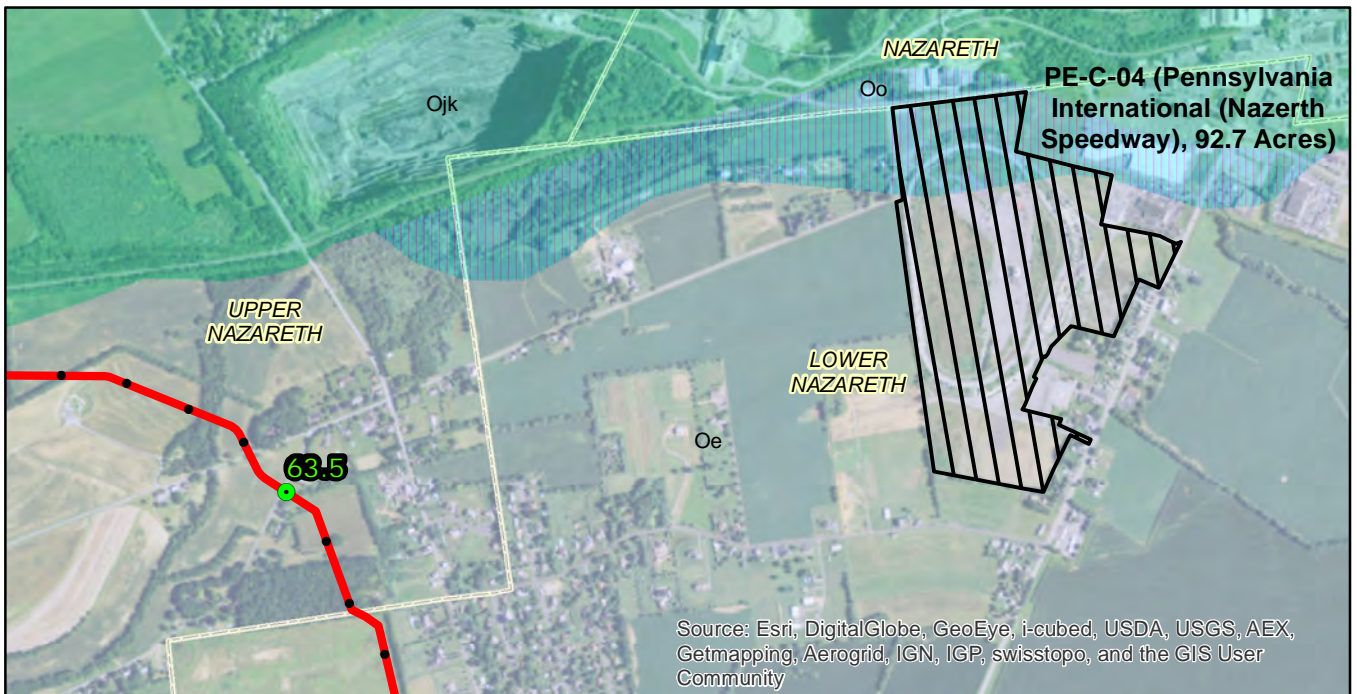 NAZARETH
Ojk
Oo
PE-C-04 (Pennsylvania
International (Nazerth
Speedway), 92.7 Acres)
UPPER
NAZARETH
LOWER
NAZARETH
Oe
63.5
Source: Esri, DigitalGlobe, GeoEye, i-cubed, USDA, USGS, AEX,
Getmapping, Aerogrid, IGN, IGP, swisstopo, and the GIS User
Community